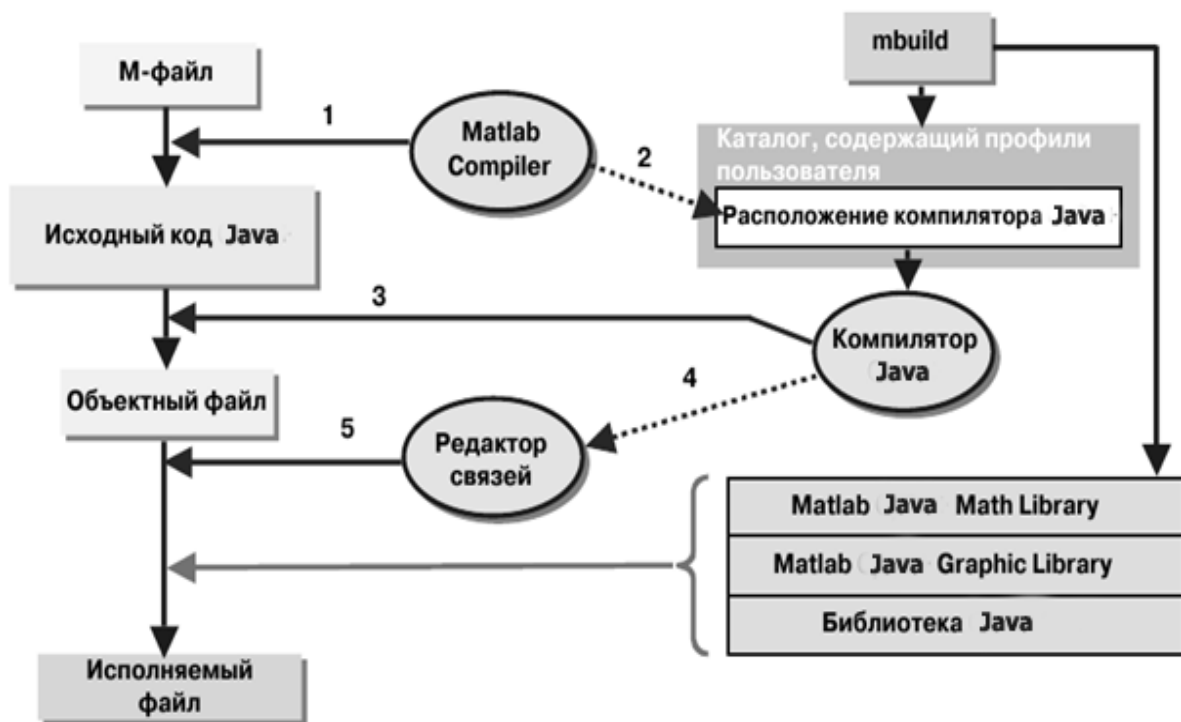 М-файл
mbuild
1
Matlab
Compiler
2
Каталог, содержащий профили
пользователя
Расположение компилятора Java
Исходный код Java
3
Компилятор
Java
4
Объектный файл
5
Редактор
связей
Matlab Java Math Library
Matlab Java Graphic Library
Библиотека Java
Исполняемый
файл